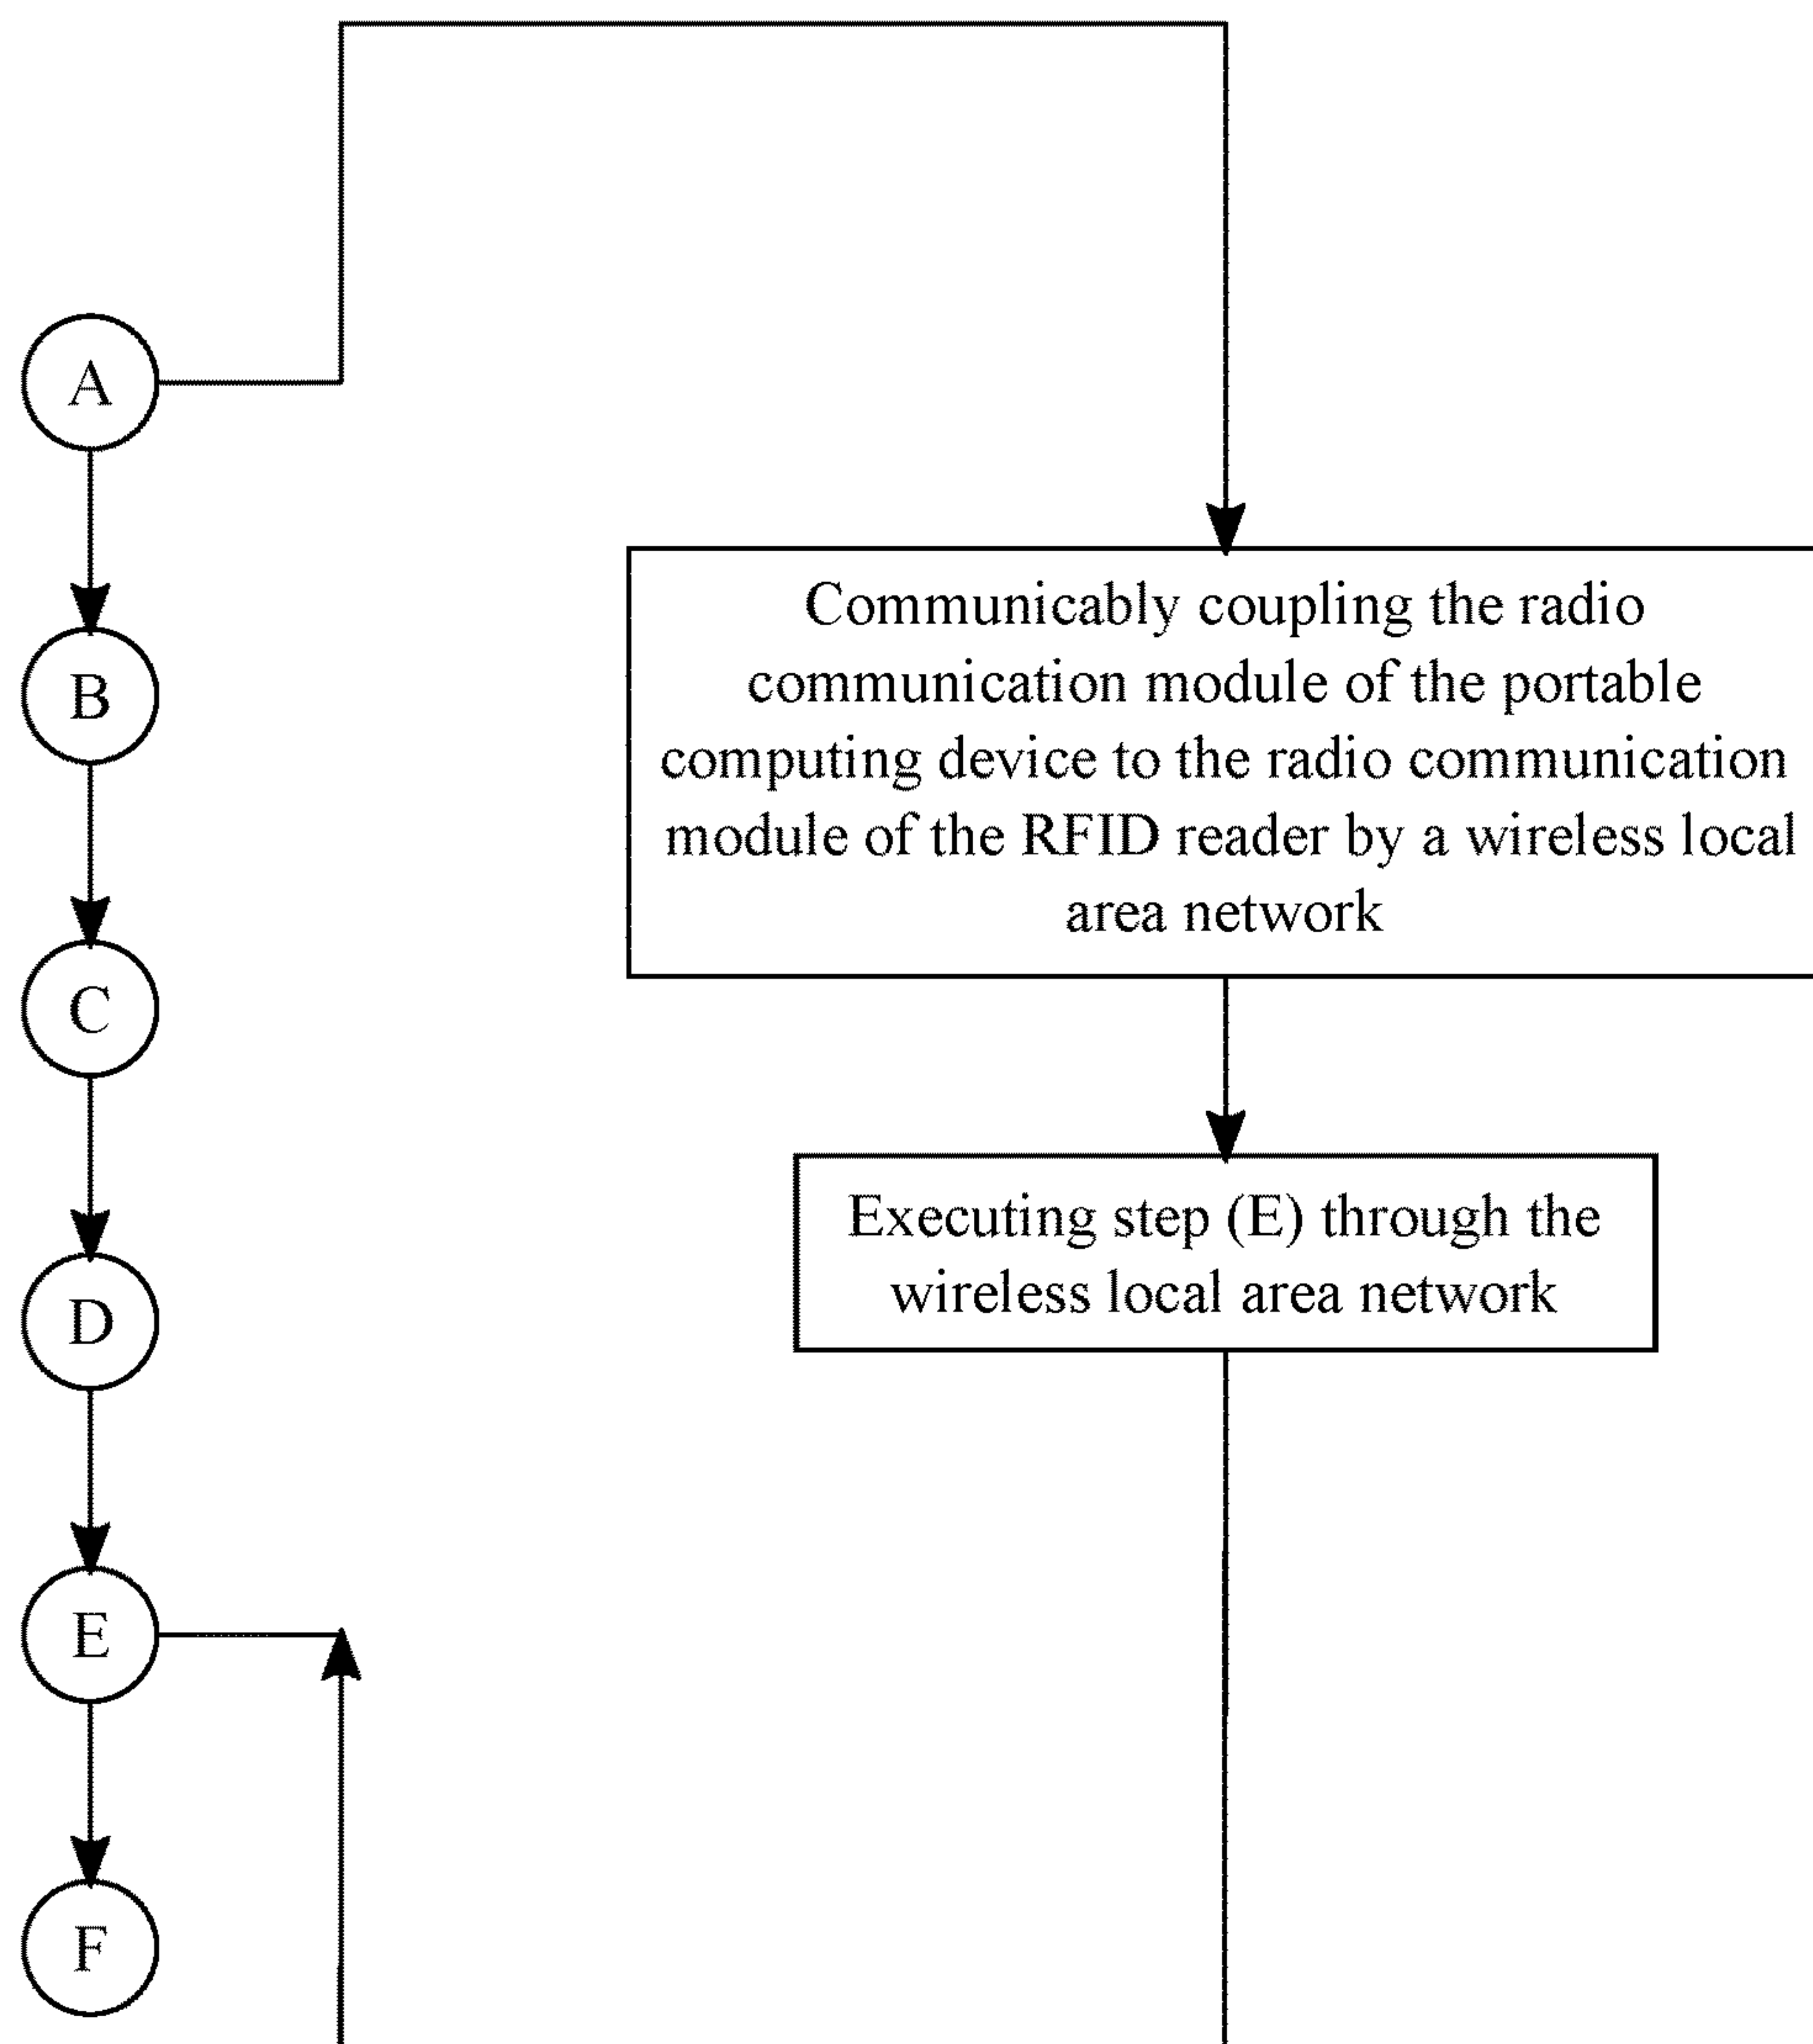 A
B
C
D
E
F
Communicably coupling the radio
communication module of the portable
computing device to the radio communication
module of the RFID reader by a wireless local
area network
Executing step (E) through the
wireless local area network